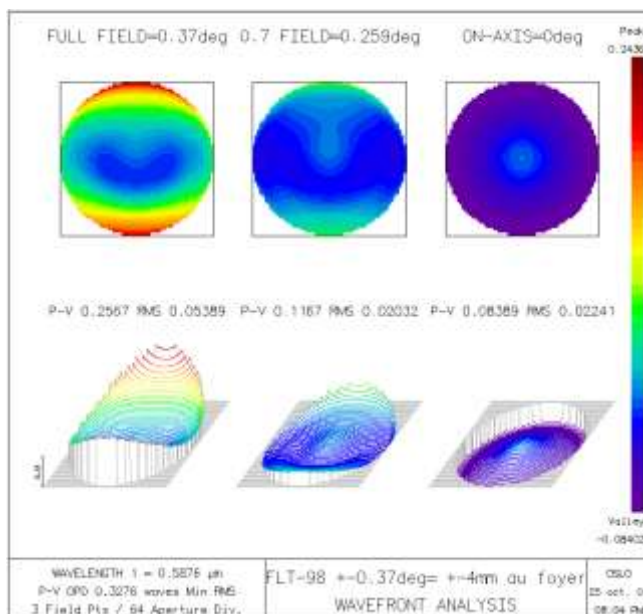 FULL FIELD=0.37deg 0.7 FIELD=0.259deg ON-AXIS=0deg
Peak
0.2436
P-V 0.2567 RMS 0.05389 P-V 0.1167 RMS 0.02032 P-V 0.08389 RMS 0.02241
Valley
-0.08402
WAVELENGTH 1 = 0.5876 µm
P-V OPD 0.3276 waves Min RMS
3 Field Pts / 64 Aperture Div.
FLT-98 +-0.37deg= +-4mm au foyer
WAVEFRONT ANALYSIS
OSLO
25 oct.